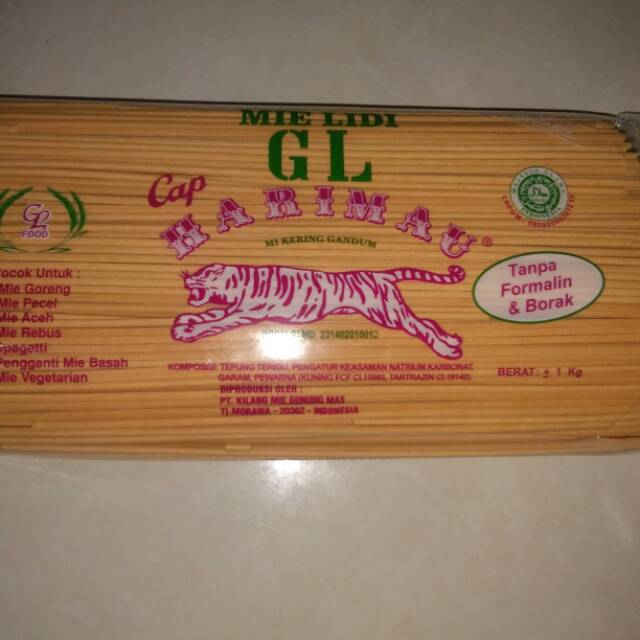 MIE LIDI
GL
Cap
HARIMAU®
MI KERING GANDUM
GL
FOOD
Cocok Untuk :
Mie Goreng
Mie Pecel
Mie Aceh
Mie Rebus
Spagetti
Pengganti Mie Basah
Mie Vegetarian
Tanpa
Formalin
& Borak
231402010012
KOMPOSISI: TEPUNG TERIGU, PENGATUR KEASAMAN NATRIUM KARBONAT,
GARAM, PEWARNA (KUNING FCF CI.15985, TARTRAZIN CI.19140).
DIPRODUKSI OLEH :
PT. KILANG MIE GUNUNG MAS
Tj.MORAWA - 20362 - INDONESIA
BERAT: ± 1 Kg